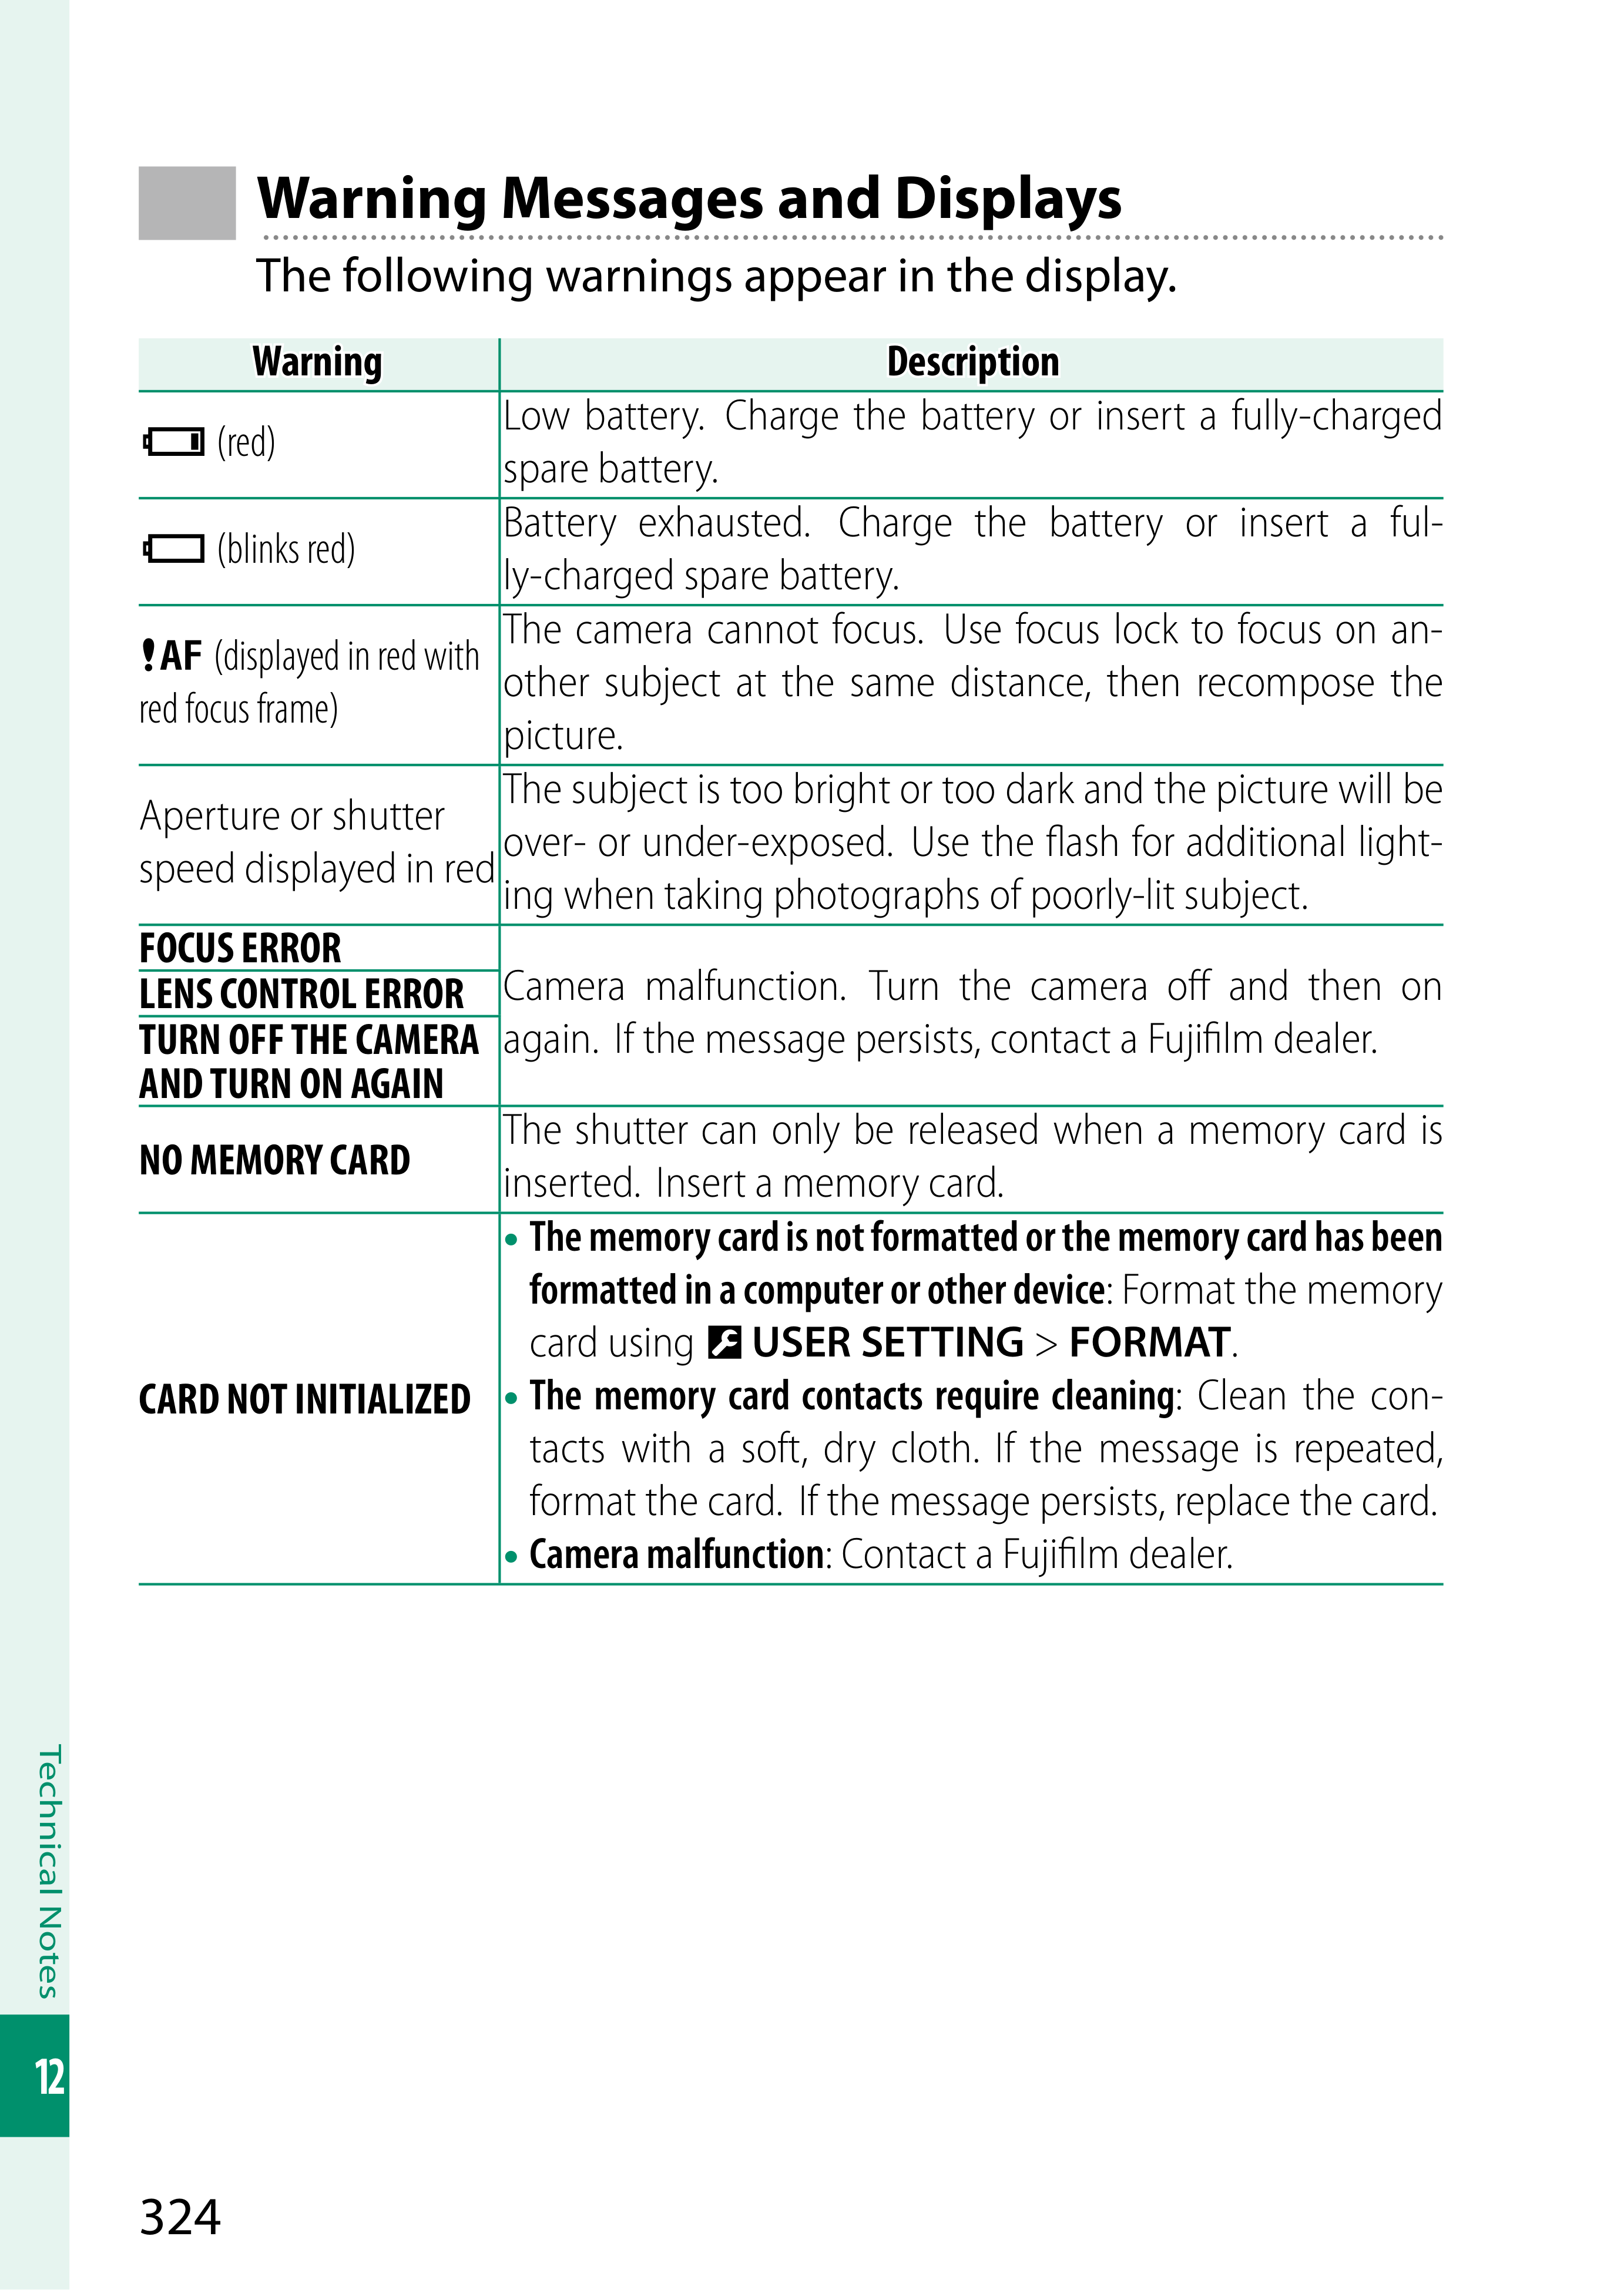 Warning Messages and Displays
The following warnings appear in the display.
Warning
Description
(red)
Low battery. Charge the battery or insert a fully-charged
spare battery.
(blinks red)
Battery exhausted. Charge the battery or insert a ful-
ly-charged spare battery.
!AF (displayed in red with
red focus frame)
The camera cannot focus. Use focus lock to focus on an-
other subject at the same distance, then recompose the
picture.
Aperture or shutter
speed displayed in red
The subject is too bright or too dark and the picture will be
over- or under-exposed. Use the flash for additional light-
ing when taking photographs of poorly-lit subject.
FOCUS ERROR
LENS CONTROL ERROR
TURN OFF THE CAMERA
AND TURN ON AGAIN
Camera malfunction. Turn the camera off and then on
again. If the message persists, contact a Fujifilm dealer.
NO MEMORY CARD
The shutter can only be released when a memory card is
inserted. Insert a memory card.
CARD NOT INITIALIZED
• The memory card is not formatted or the memory card has been
formatted in a computer or other device: Format the memory
card using USER SETTING > FORMAT.
• The memory card contacts require cleaning: Clean the con-
tacts with a soft, dry cloth. If the message is repeated,
format the card. If the message persists, replace the card.
• Camera malfunction: Contact a Fujifilm dealer.
Technical Notes
12
324